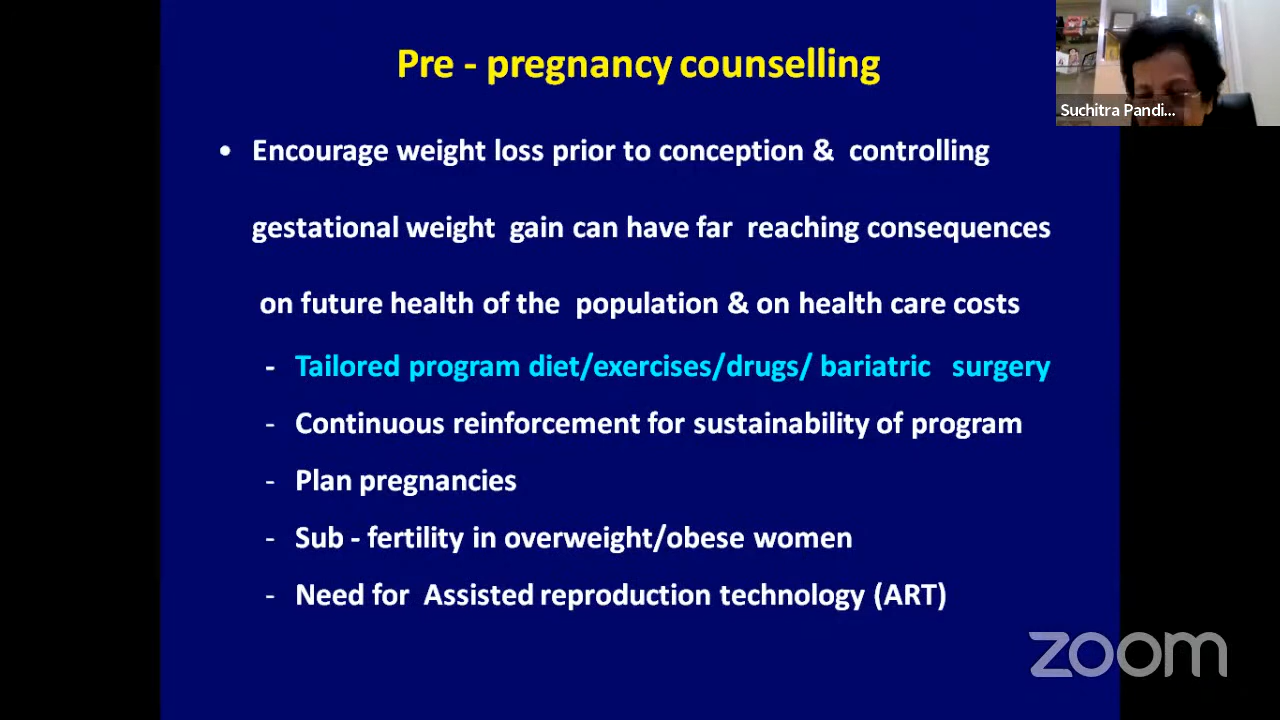 Pre - pregnancy counselling
Suchitra Pandi...
• Encourage weight loss prior to conception & controlling
gestational weight gain can have far reaching consequences
on future health of the population & on health care costs
- Tailored program diet/exercises/drugs/ bariatric surgery
- Continuous reinforcement for sustainability of program
- Plan pregnancies
- Sub - fertility in overweight/obese women
- Need for Assisted reproduction technology (ART)
zoom